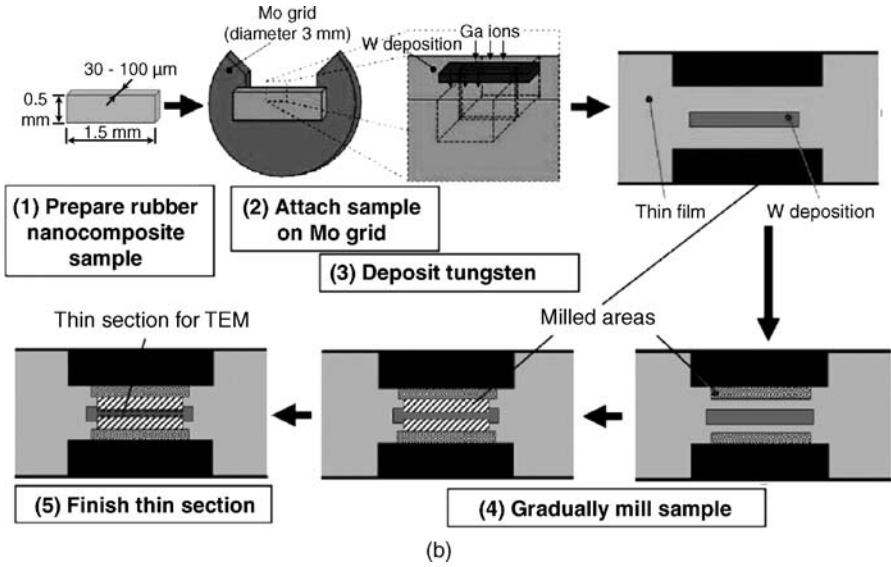 Mo grid
(diameter 3 mm)
30 - 100 µm
0.5
mm
1.5 mm
W deposition
Ga ions
(1) Prepare rubber
nanocomposite
sample
(2) Attach sample
on Mo grid
(3) Deposit tungsten
Thin film
W deposition
Thin section for TEM
Milled areas
(5) Finish thin section
(4) Gradually mill sample
(b)